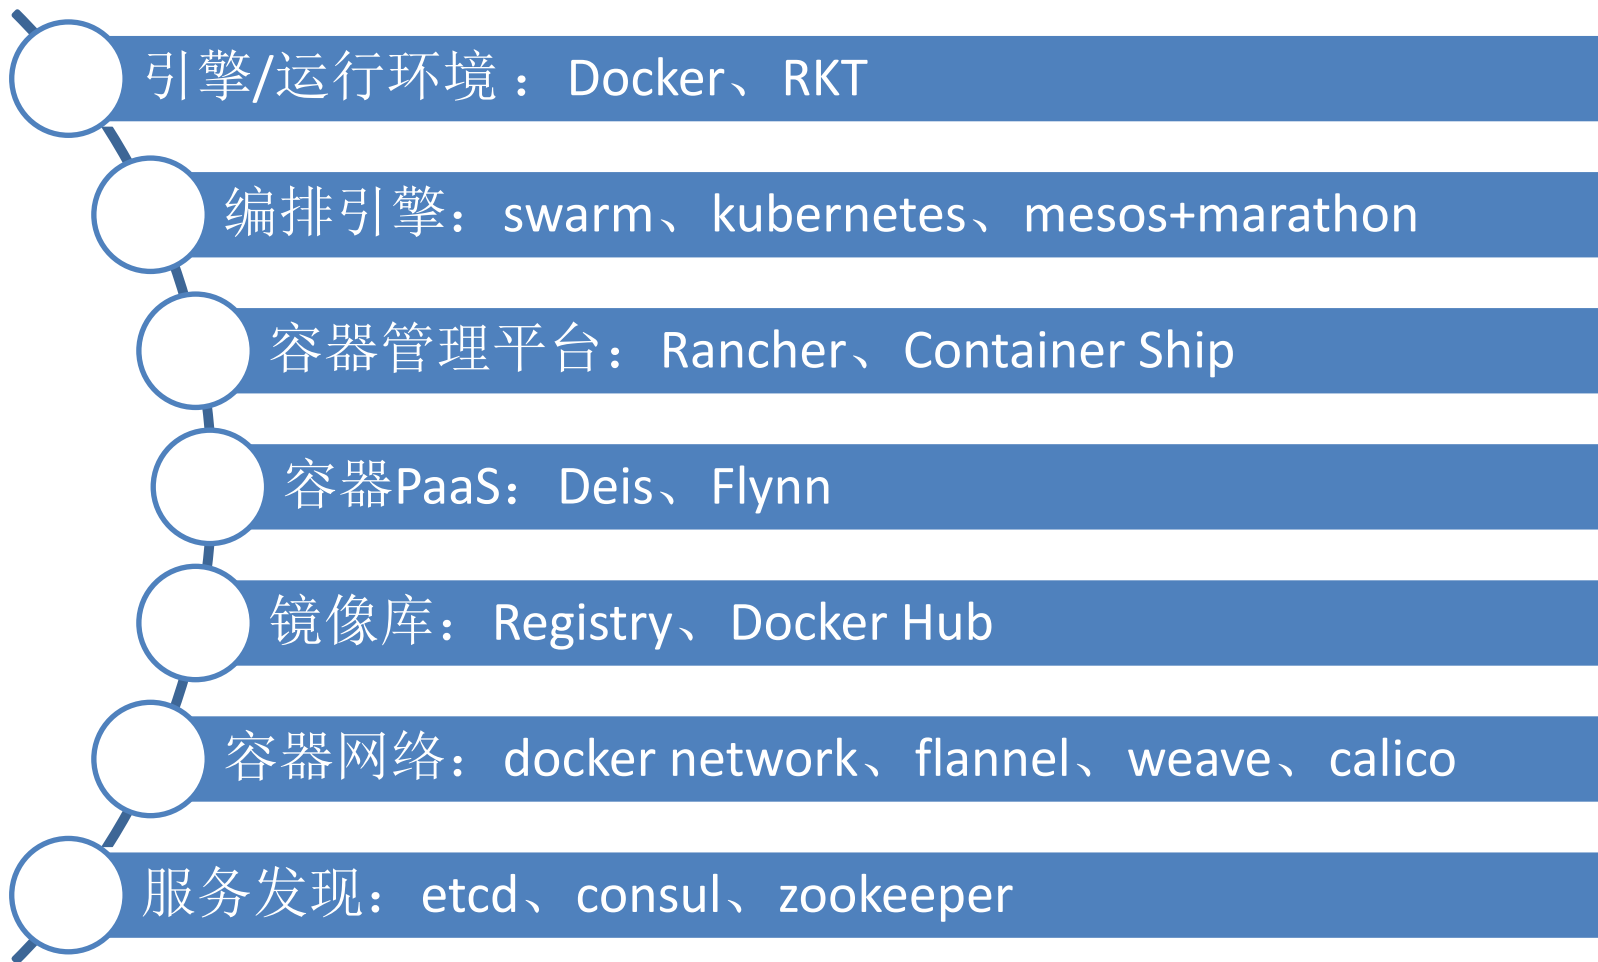 引擎/运行环境 ： Docker、RKT
编排引擎：swarm、kubernetes、mesos+marathon
容器管理平台：Rancher、Container Ship
容器PaaS：Deis、Flynn
镜像库：Registry、Docker Hub
容器网络：docker network、flannel、weave、calico
服务发现：etcd、consul、zookeeper